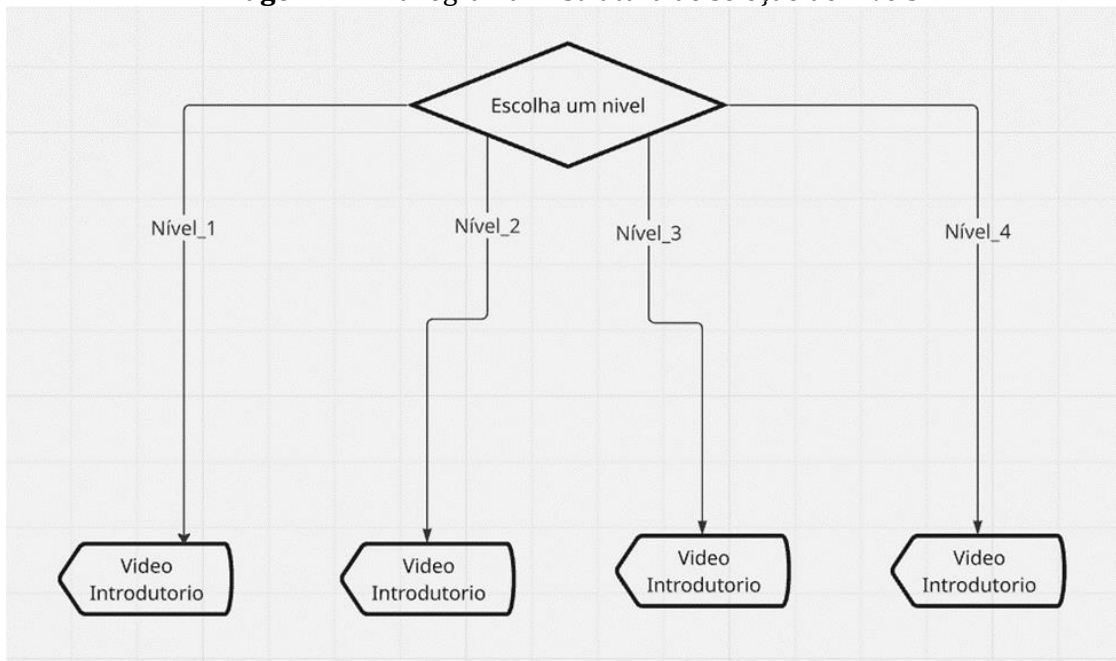 Escolha um nivel
Nível_1
Nível_2
Nível_3
Nível_4
Video
Introdutorio
Video
Introdutorio
Video
Introdutorio
Video
Introdutorio